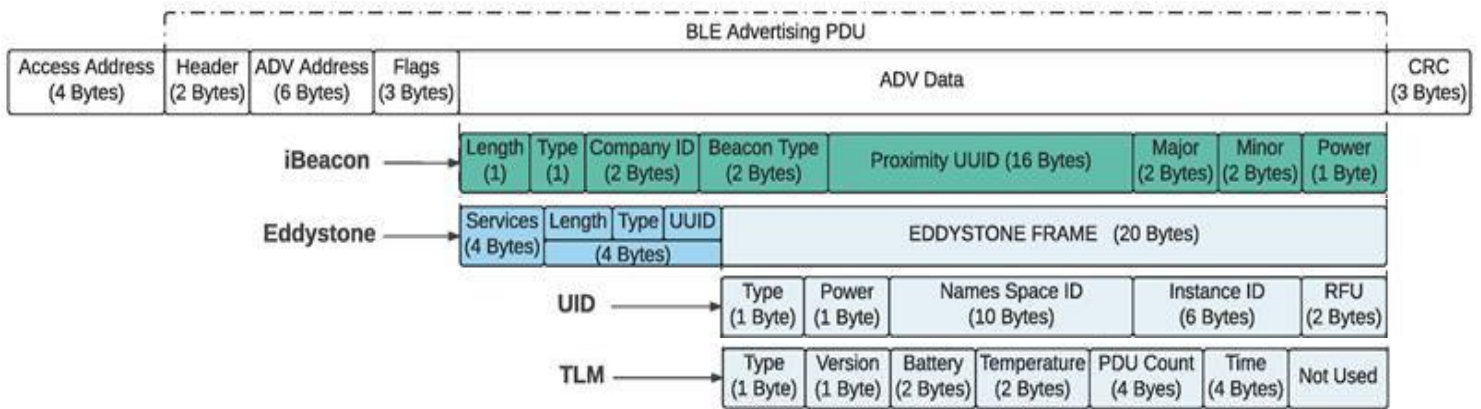 BLE Advertising PDU
Access Address Header ADV Address Flags ADV Data CRC
(4 Bytes) (2 Bytes) (6 Bytes) (3 Bytes) (3 Bytes)
iBeacon Length Type Company ID Beacon Type Proximity UUID (16 Bytes) Major Minor Power
(1) (1) (2 Bytes) (2 Bytes) (2 Bytes) (2 Bytes) (1 Byte)
Eddystone Services Length Type UUID EDDYSTONE FRAME (20 Bytes)
(4 Bytes) (4 Bytes)
UID Type Power Names Space ID Instance ID RFU
(1 Byte) (1 Byte) (10 Bytes) (6 Bytes) (2 Bytes)
TLM Type Version Battery Temperature PDU Count Time Not Used
(1 Byte) (1 Byte) (2 Bytes) (2 Bytes) (4 Byes) (4 Bytes)